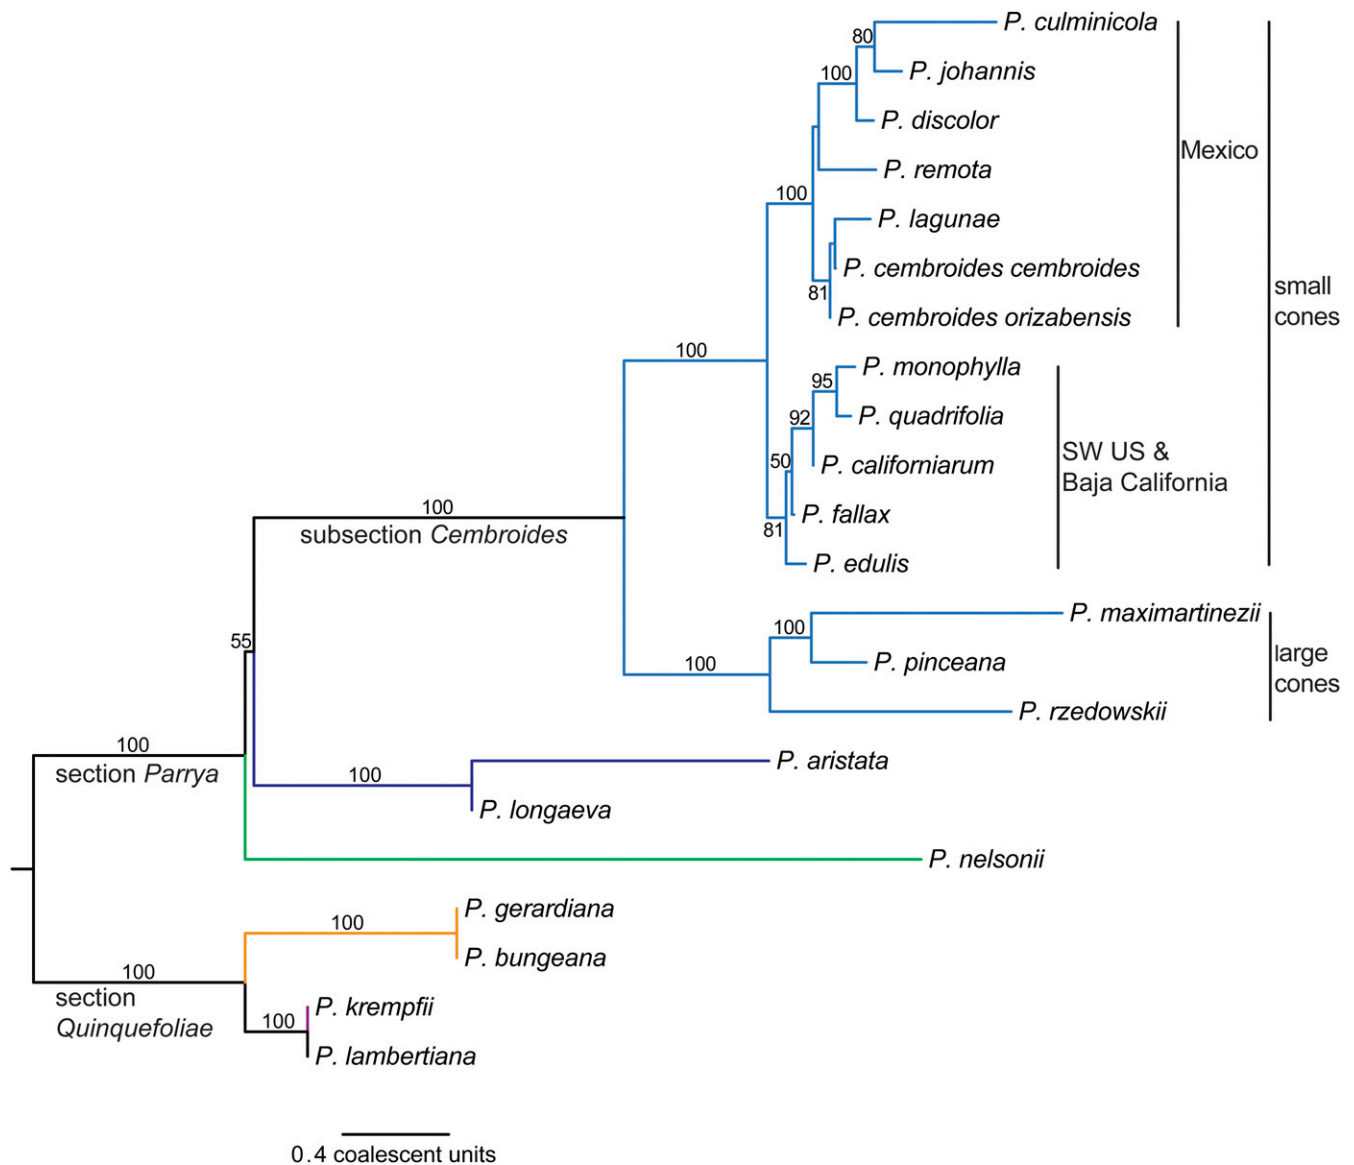 P. culminicola
80
P. johannis
100
P. discolor
Mexico
P. remota
100
P. lagunae
P. cembroides cembroides
small
cones
81
P. cembroides orizabensis
100
P. monophylla
95
P. quadrifolia
92
SW US &
Baja California
50
P. californiarum
P. fallax
81
100
subsection Cembroides
P. edulis
P. maximartinezii
100
55
large
cones
P. pinceana
100
P. rzedowskii
100
section Parrya
P. aristata
100
P. longaeva
P. nelsonii
P. gerardiana
100
P. bungeana
100
section
Quinquefoliae
P. krempfii
100
P. lambertiana
0.4 coalescent units